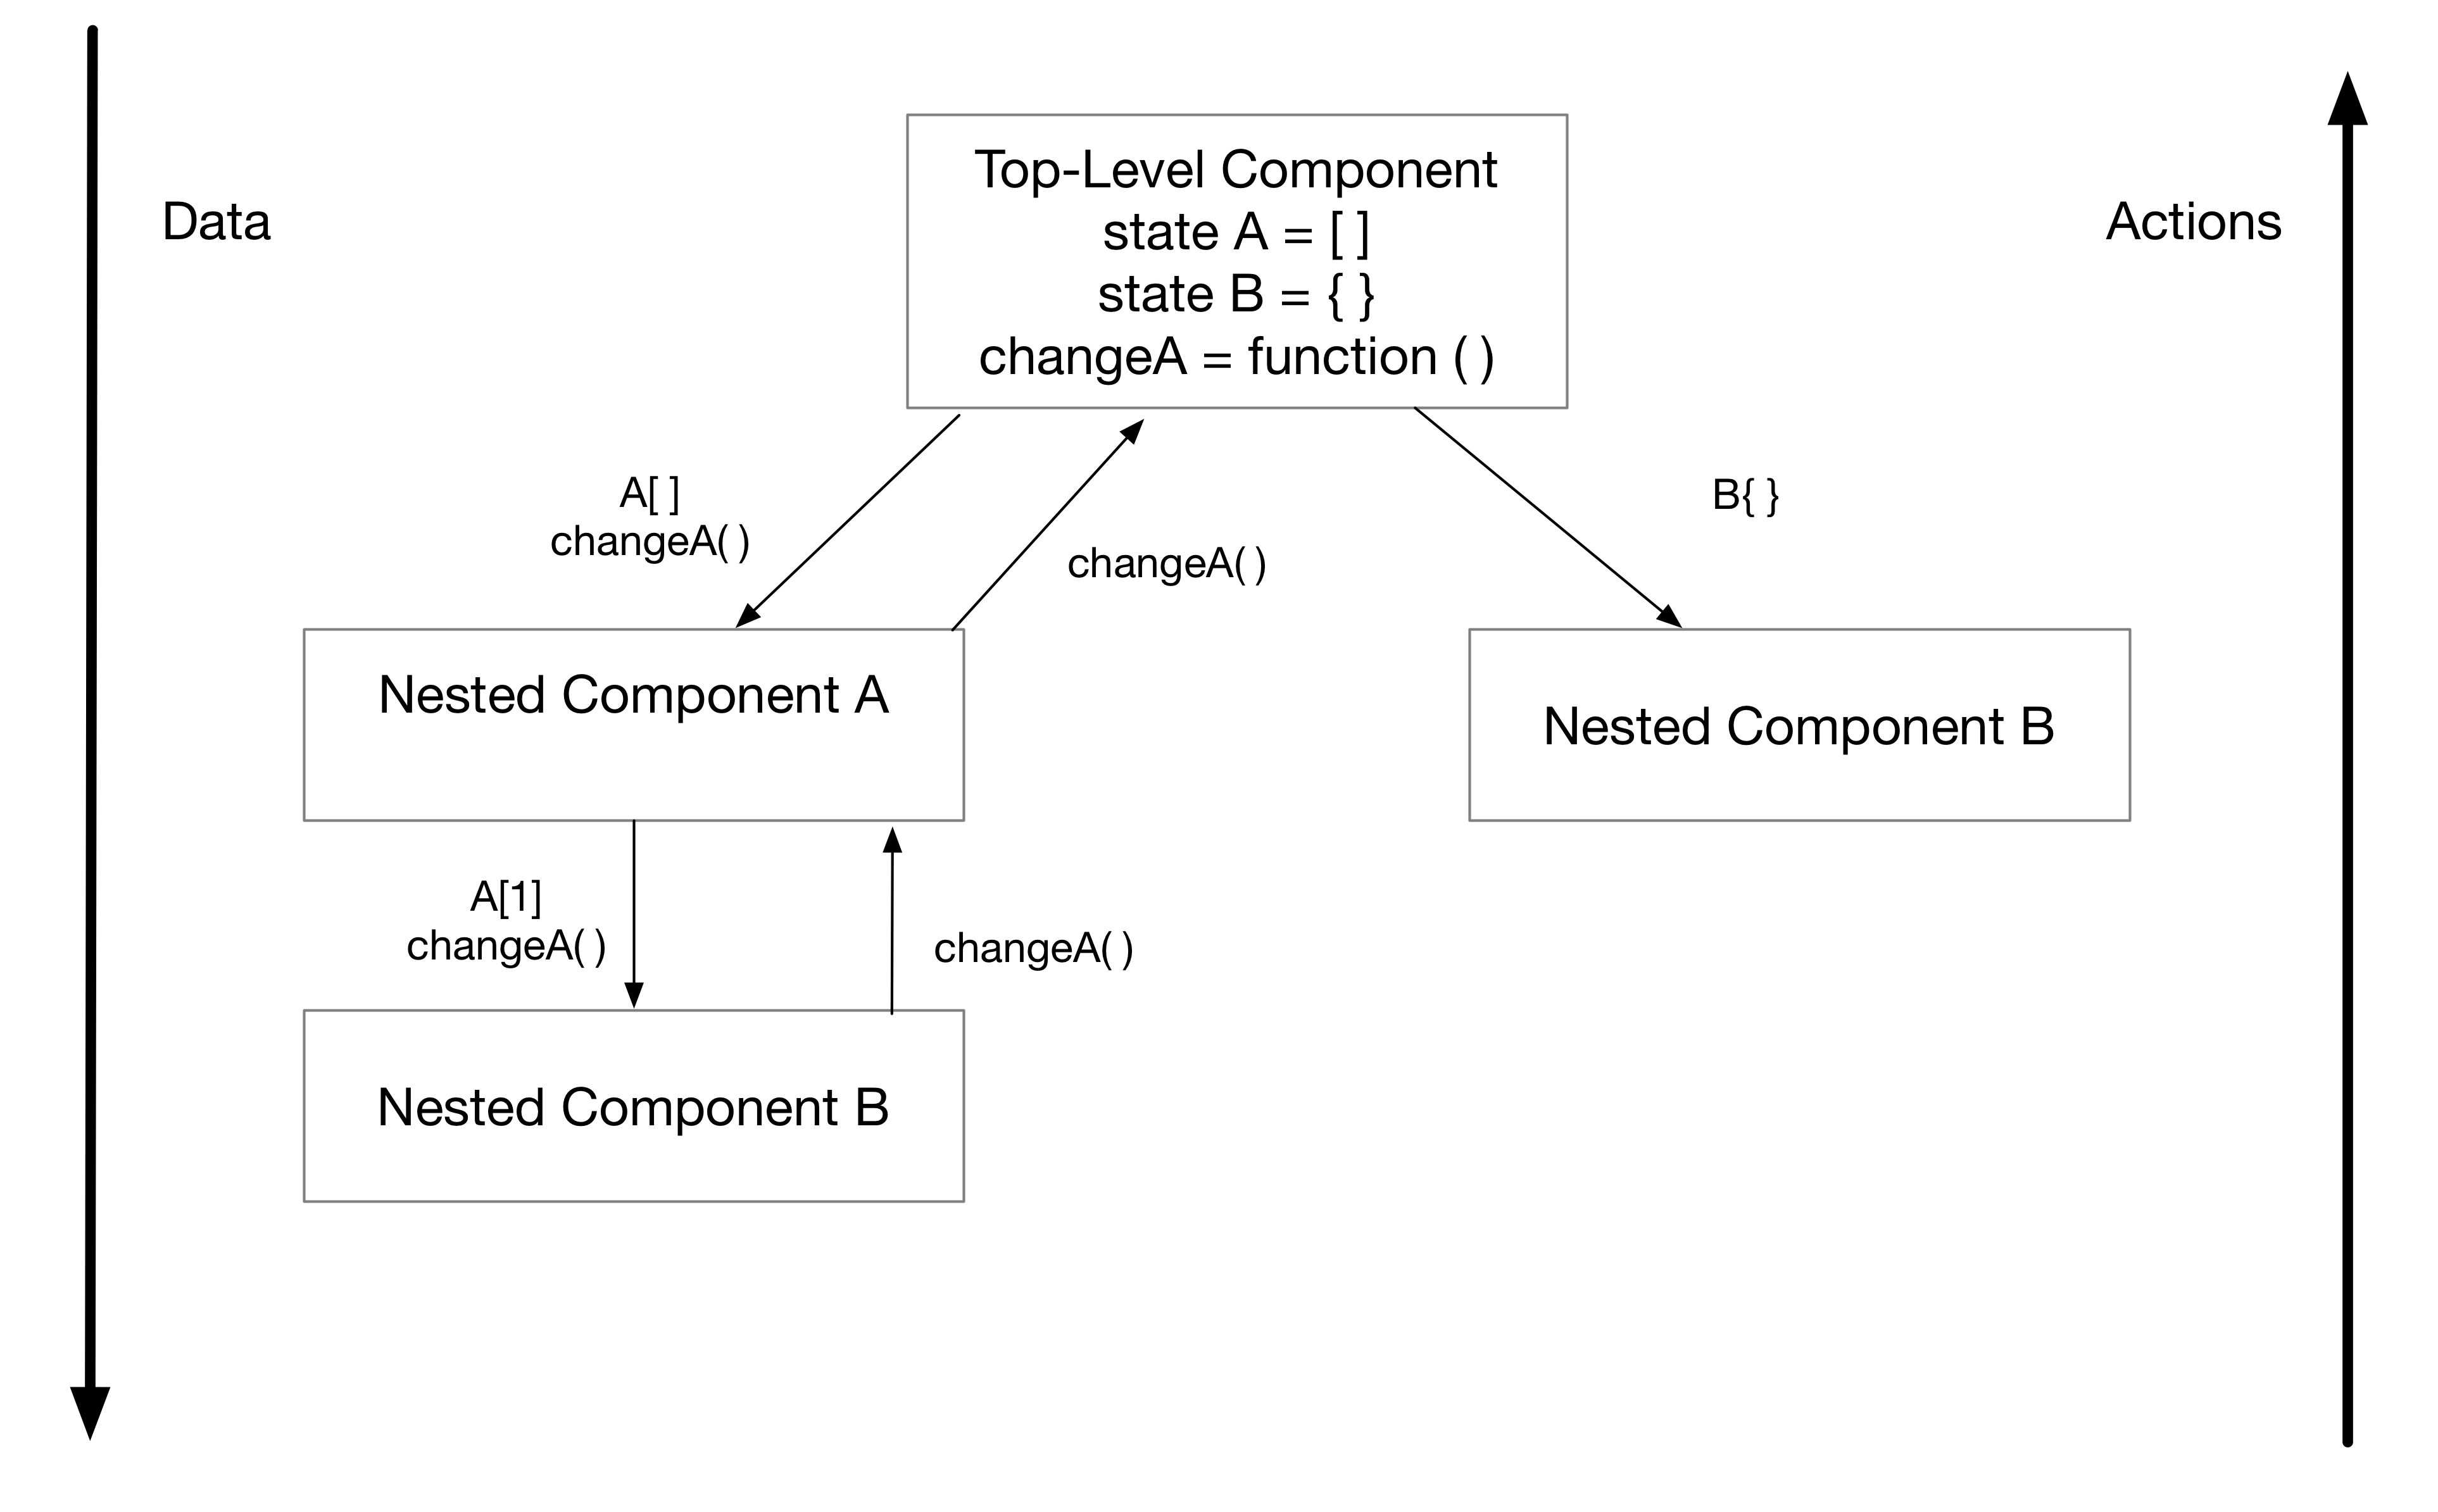 Data
Actions
Top-Level Component
state A = [ ]
state B = { }
changeA = function ( )
A[ ]
changeA( )
changeA( )
B{ }
Nested Component A
Nested Component B
A[1]
changeA( )
changeA( )
Nested Component B